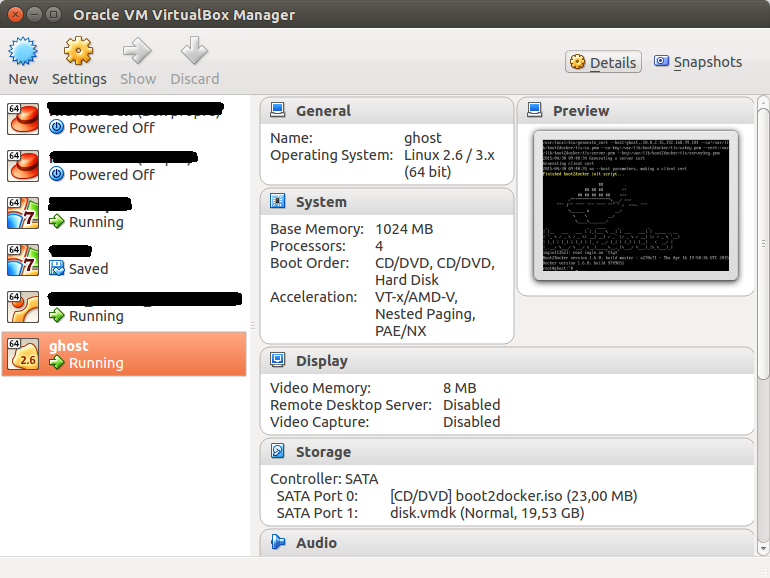 Oracle VM VirtualBox Manager
New
Settings
Show
Discard
Details
Snapshots
64
Powered Off
64
Powered Off
64
7
Running
64
7
Saved
64
Running
64
2.6
ghost
Running
General
Name: ghost
Operating System: Linux 2.6 / 3.x
(64 bit)
System
Base Memory: 1024 MB
Processors: 4
Boot Order: CD/DVD, CD/DVD,
Hard Disk
Acceleration: VT-x/AMD-V,
Nested Paging,
PAE/NX
Preview
Finished boot2docker init script...
Display
Video Memory: 8 MB
Remote Desktop Server: Disabled
Video Capture: Disabled
Storage
Controller: SATA
SATA Port 0: [CD/DVD] boot2docker.iso (23,00 MB)
SATA Port 1: disk.vmdk (Normal, 19,53 GB)
Audio